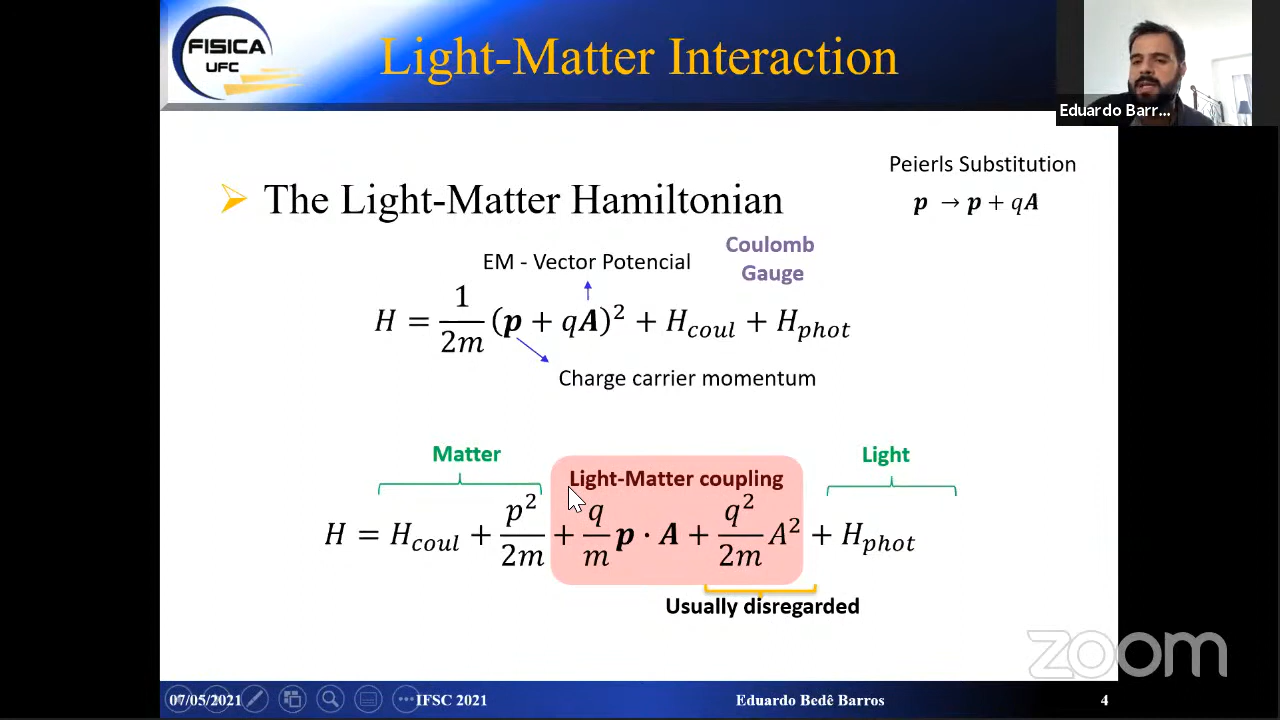 FISICA
UFC
Light-Matter Interaction
Eduardo Barr...
Peierls Substitution
p → p + qA
➤ The Light-Matter Hamiltonian
Coulomb
Gauge
EM - Vector Potencial
H = 1/2m (p + qA)² + H_coul + H_phot
Charge carrier momentum
Matter
Light-Matter coupling
Light
H = H_coul + p²/2m + q/m p · A + q²/2m A² + H_phot
Usually disregarded
zoom
07/05/2021
IFSC 2021
Eduardo Bedê Barros
4